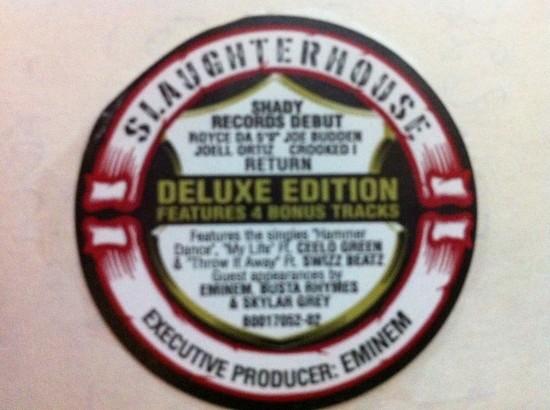 SLAUGHTERHOUSE
SHADY
RECORDS DEBUT
ROYCE DA 5'9" JOE BUDDEN
JOELL ORTIZ CROOKED I
RETURN
DELUXE EDITION
FEATURES 4 BONUS TRACKS
Features the singles "Hammer
Dance", "My Life" Ft. CEELO GREEN
& "Throw It Away" Ft. SWIZZ BEATZ
Guest appearances by
EMINEM, BUSTA RHYMES
& SKYLAR GREY
B0017052-02
EXECUTIVE PRODUCER: EMINEM